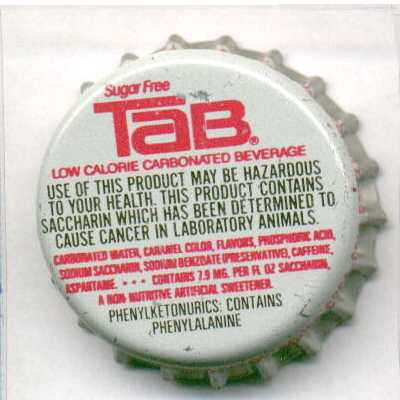 Sugar Free
TaB®
LOW CALORIE CARBONATED BEVERAGE
USE OF THIS PRODUCT MAY BE HAZARDOUS
TO YOUR HEALTH. THIS PRODUCT CONTAINS
SACCHARIN WHICH HAS BEEN DETERMINED TO
CAUSE CANCER IN LABORATORY ANIMALS.
CARBONATED WATER, CARAMEL COLOR, FLAVORS, PHOSPHORIC ACID,
SODIUM SACCHARIN, SODIUM BENZOATE (PRESERVATIVE), CAFFEINE,
ASPARTAME. • • • CONTAINS 7.9 MG. PER FL OZ SACCHARIN,
A NON-NUTRITIVE ARTIFICIAL SWEETENER.
PHENYLKETONURICS: CONTAINS
PHENYLALANINE